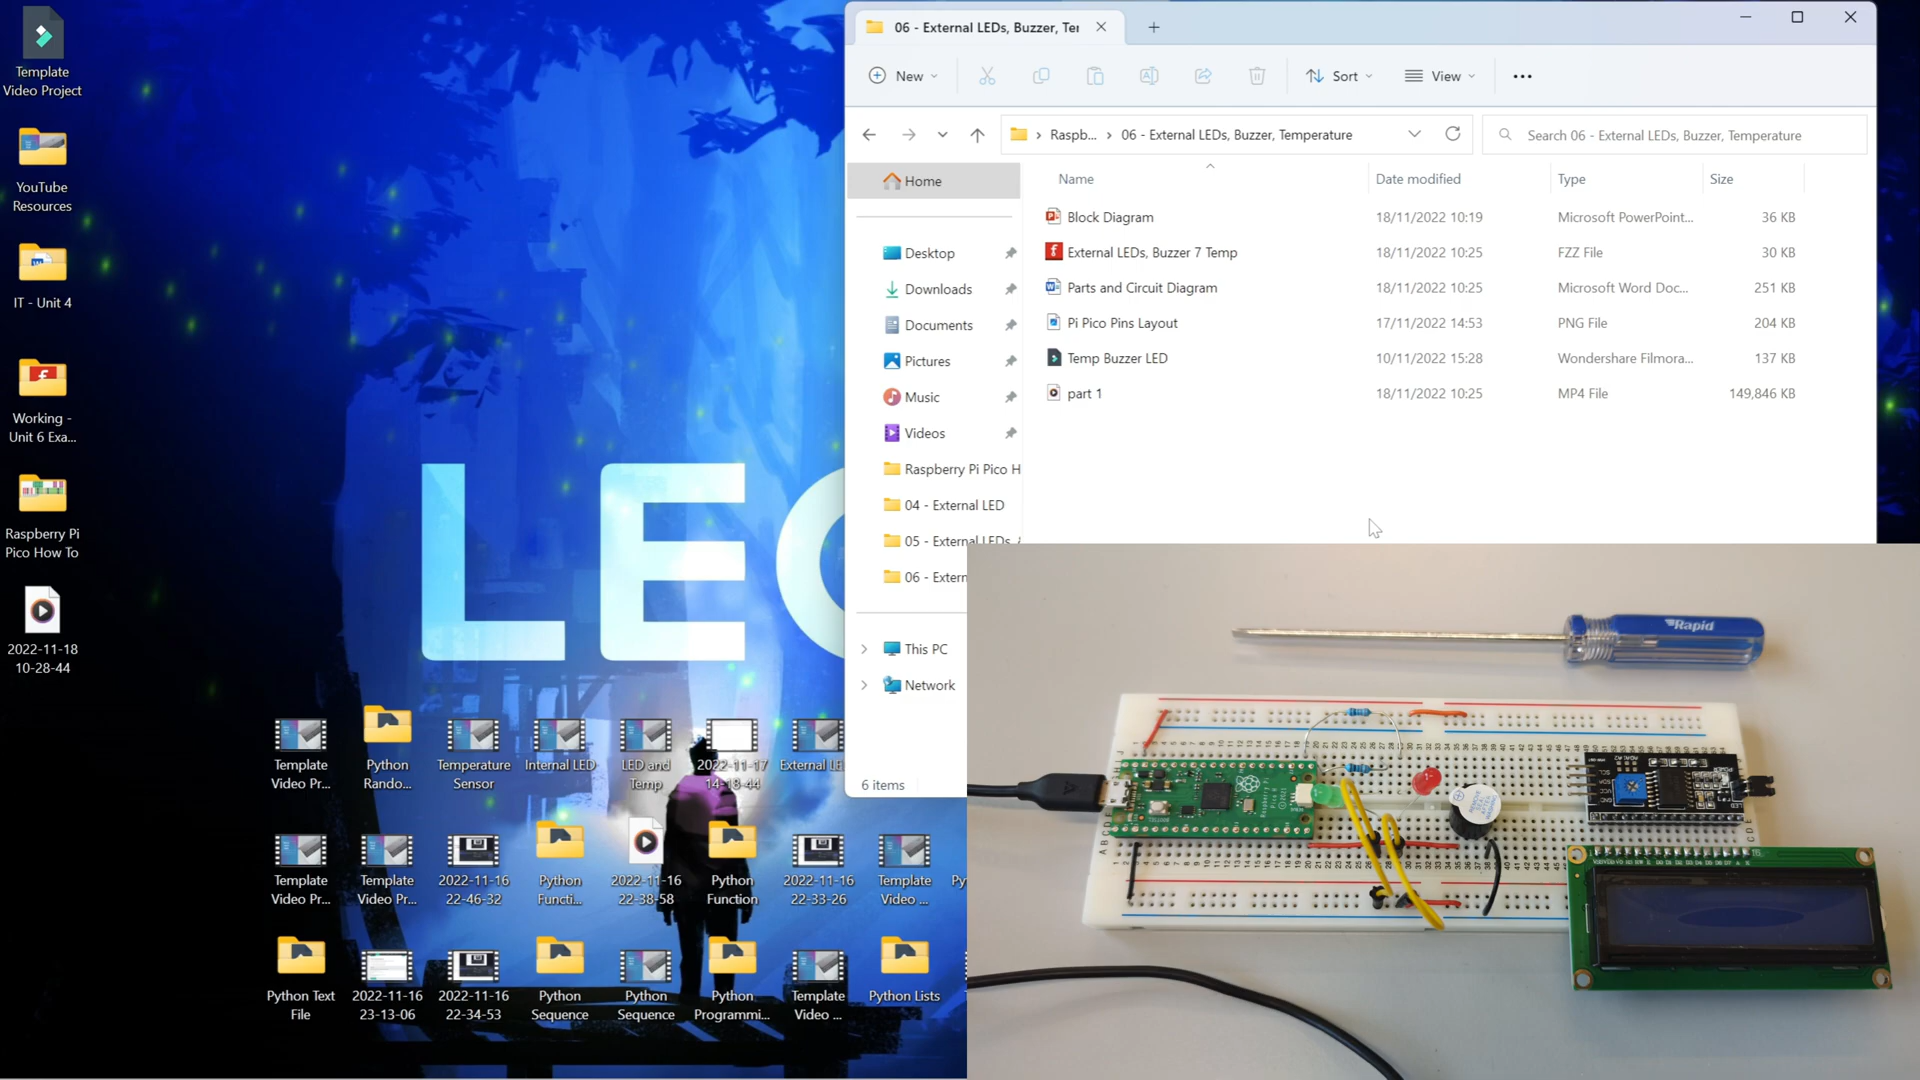 Template
Video Project
YouTube
Resources
IT - Unit 4
Working -
Unit 6 Exa...
Raspberry Pi
Pico How To
2022-11-18
10-28-44
LEG
06 - External LEDs, Buzzer, Ter
New
Sort
View
Raspb...
06 - External LEDs, Buzzer, Temperature
Search 06 - External LEDs, Buzzer, Temperature
Home
Desktop
Downloads
Documents
Pictures
Music
Videos
Raspberry Pi Pico H
04 - External LED
05 - External LEDs,
06 - Extern
This PC
Network
6 items
Name Date modified Type Size
Block Diagram 18/11/2022 10:19 Microsoft PowerPoint... 36 KB
External LEDs, Buzzer 7 Temp 18/11/2022 10:25 FZZ File 30 KB
Parts and Circuit Diagram 18/11/2022 10:25 Microsoft Word Doc... 251 KB
Pi Pico Pins Layout 17/11/2022 14:53 PNG File 204 KB
Temp Buzzer LED 10/11/2022 15:28 Wondershare Filmora... 137 KB
part 1 18/11/2022 10:25 MP4 File 149,846 KB
Template
Video Pr...
Python
Rando...
Temperature
Sensor
Internal LED
LED and
Temp
2022-11-17
14-18-44
External LE
Template
Video Pr...
Template
Video Pr...
2022-11-16
22-46-32
Python
Functi...
2022-11-16
22-38-58
Python
Function
2022-11-16
22-33-26
Template
Video ...
Py
Python Text
File
2022-11-16
23-13-06
2022-11-16
22-34-53
Python
Sequence
Python
Sequence
Python
Programmi...
Template
Video ...
Python Lists
Rapid